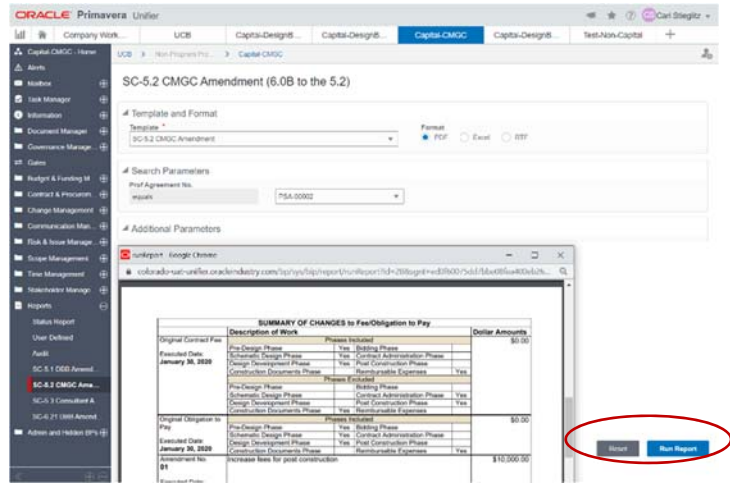 ORACLE Primavera Unifier
Carl Stieglitz
Company Work... UCB Capital-DesignB... Capital-DesignB... Capital-CMGC Capital-DesignB... Test-Non-Capital
Capital-CMGC - Home
UCB > Non-Program Pro... > Capital-CMGC
Alerts
Mailbox
SC-5.2 CMGC Amendment (6.0B to the 5.2)
Task Manager
Information
Template and Format
Document Manager
Template *
Format
SC-5.2 CMGC Amendment
PDF Excel RTF
Governance Manage...
Gates
Budget & Funding M
Search Parameters
Contract & Procurem
Prof Agreement No.
equals PSA-00002
Change Management
Communication Man...
Additional Parameters
Risk & Issue Manage...
Scope Management
Time Management
Stakeholder Manage
Reports
Status Report
User Defined
Audit
SC-5.1 DBB Amend...
SC-5.2 CMGC Ame...
SC-5.3 Consultant A
SC-6.21 DBB Amend
Admin and Hidden BPs
runReport - Google Chrome
SUMMARY OF CHANGES to Fee/Obligation to Pay
Description of Work Dollar Amounts
Original Contract Fee Phases Included $0.00
Pre-Design Phase Bidding Phase
Executed Date: Schematic Design Phase Yes Contract Administration Phase
January 30, 2020 Design Development Phase Yes Post Construction Phase
Construction Documents Phase Reimbursable Expenses Yes
Phases Excluded
Pre-Design Phase Bidding Phase
Schematic Design Phase Contract Administration Phase
Design Development Phase Post Construction Phase
Construction Documents Phase Yes Reimbursable Expenses
Original Obligation to Phases Included $0.00
Pay Pre-Design Phase Yes Bidding Phase
Schematic Design Phase Yes Contract Administration Phase
Executed Date: Design Development Phase Yes Post Construction Phase
January 30, 2020 Construction Documents Phase Reimbursable Expenses Yes
Amendment No. Increase fees for post construction $10,000.00
01
Executed Date:
Reset Run Report